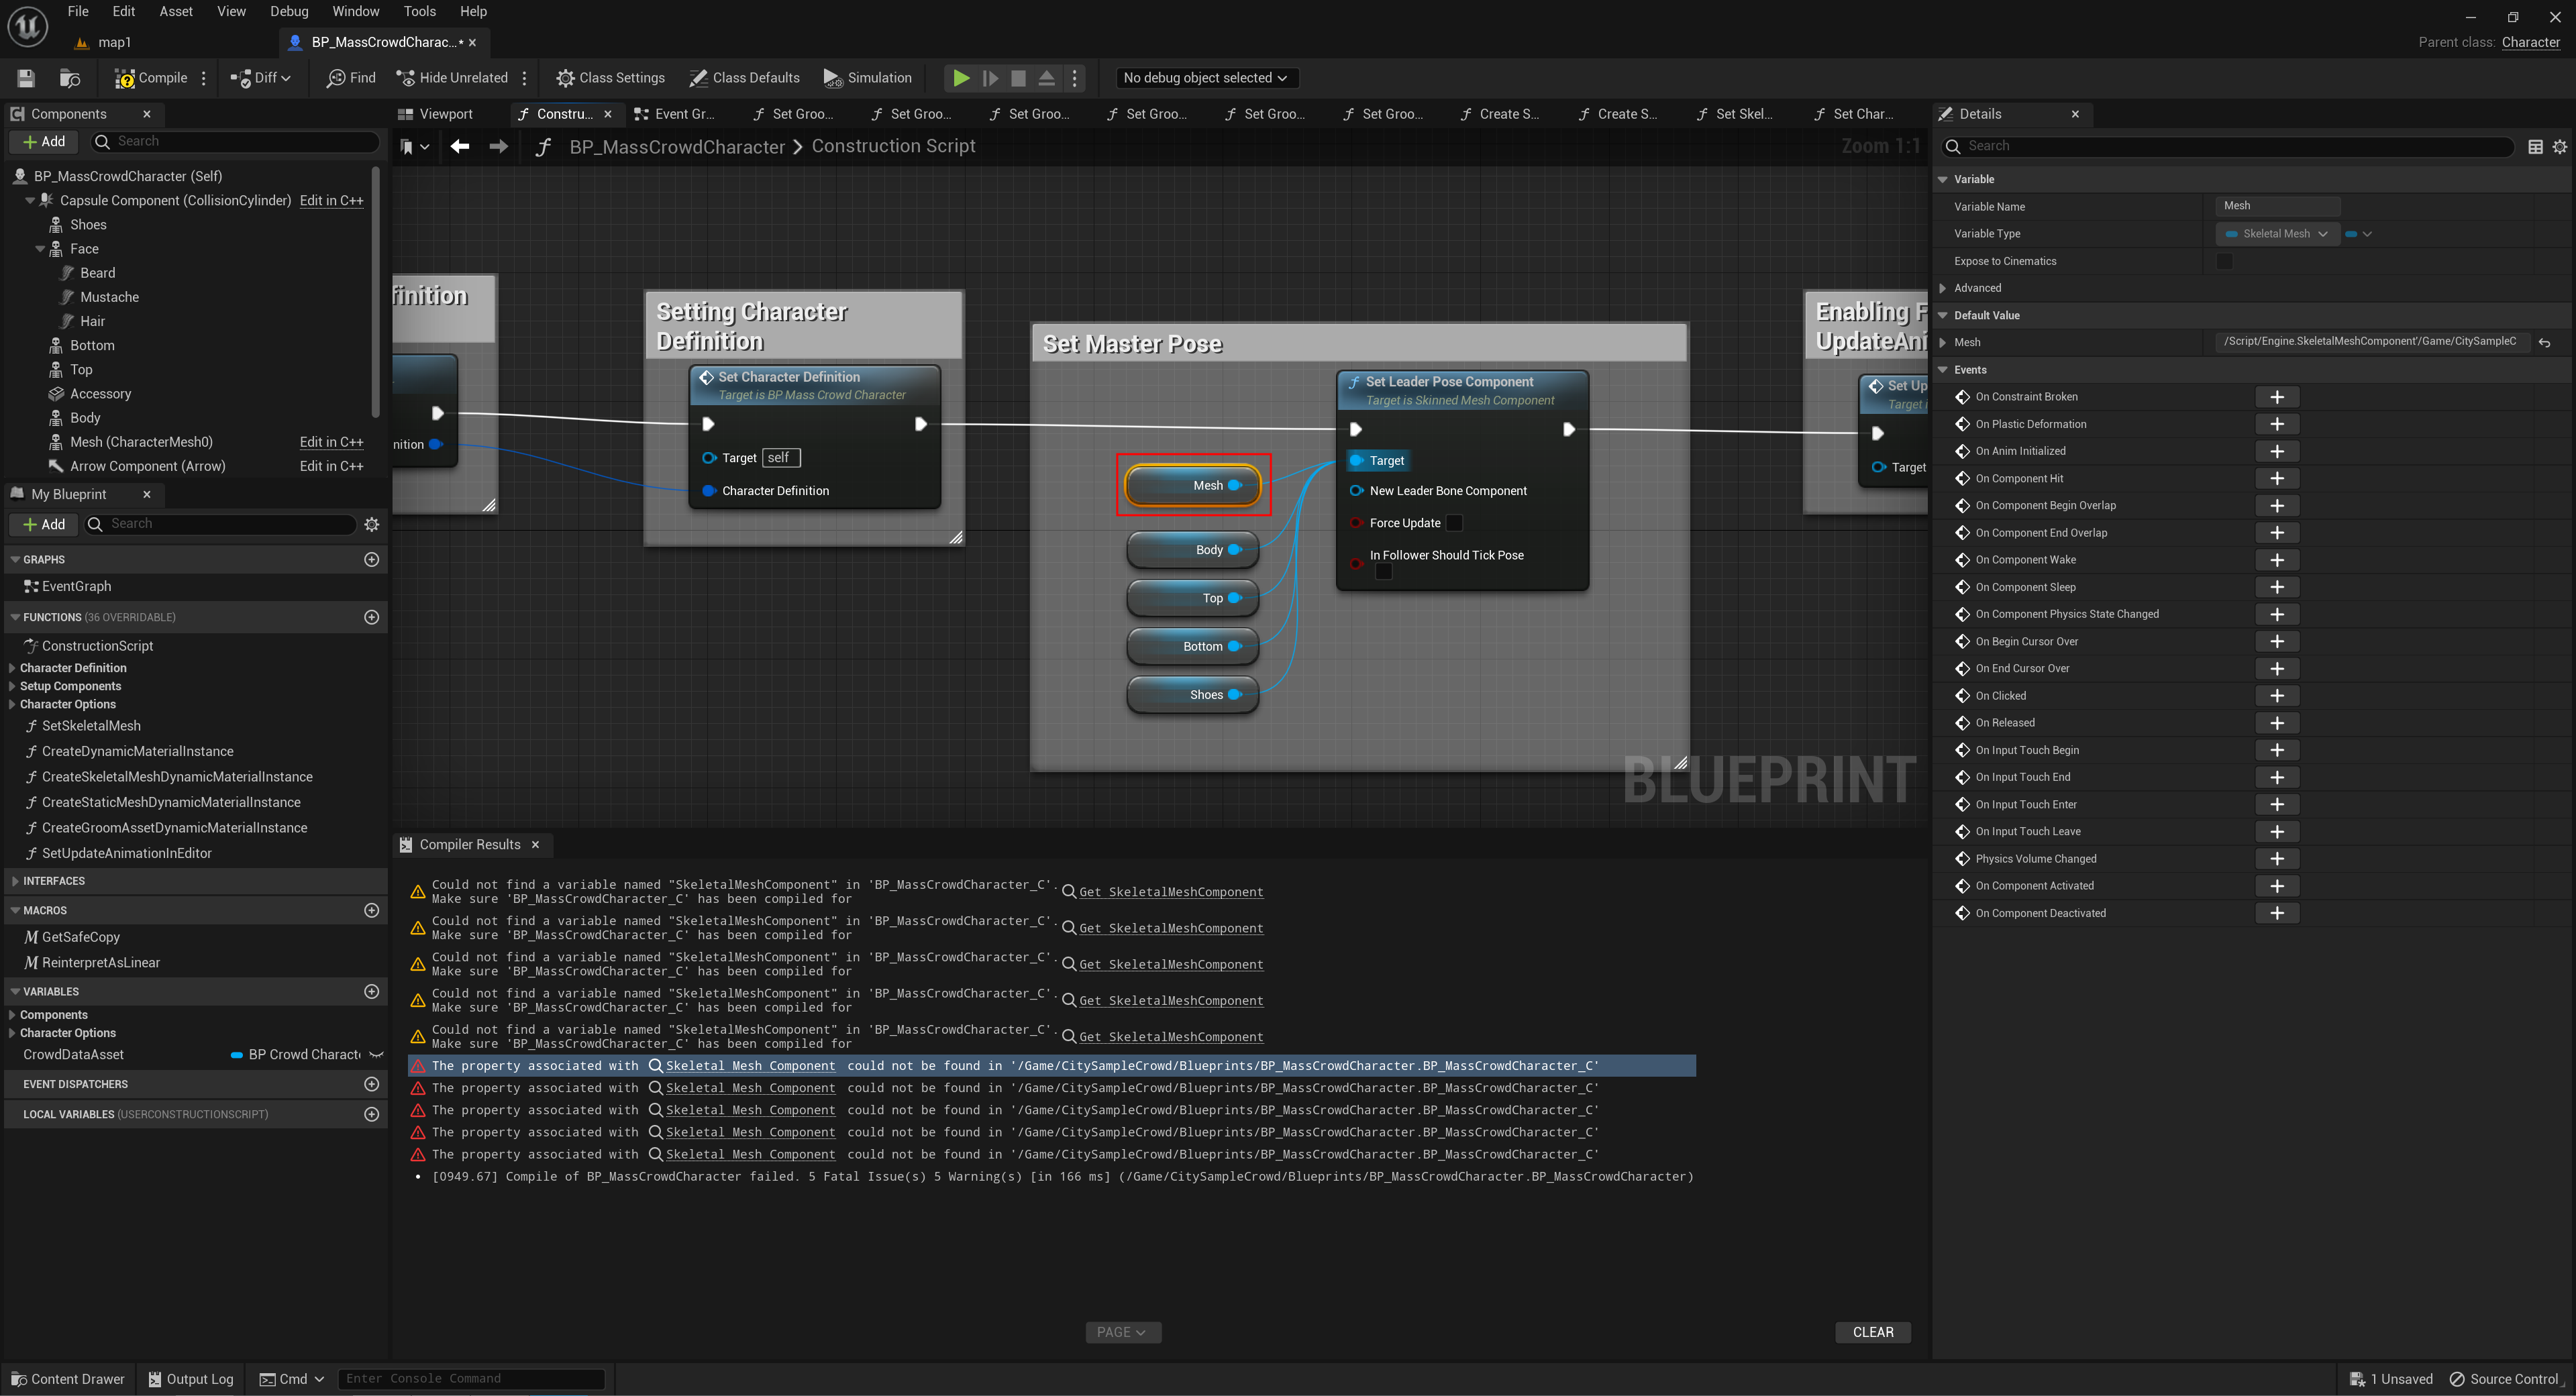 File Edit Asset View Debug Window Tools Help
map1
BP_MassCrowdCharac...*
Parent class: Character
Compile
Diff
Find
Hide Unrelated
Class Settings
Class Defaults
Simulation
No debug object selected
Components
Add
Search
BP_MassCrowdCharacter (Self)
Capsule Component (CollisionCylinder) Edit in C++
Shoes
Face
Beard
Mustache
Hair
Bottom
Top
Accessory
Body
Mesh (CharacterMesh0) Edit in C++
Arrow Component (Arrow) Edit in C++
My Blueprint
Add
Search
GRAPHS
EventGraph
FUNCTIONS (36 OVERRIDABLE)
ConstructionScript
Character Definition
Setup Components
Character Options
SetSkeletalMesh
CreateDynamicMaterialInstance
CreateSkeletalMeshDynamicMaterialInstance
CreateStaticMeshDynamicMaterialInstance
CreateGroomAssetDynamicMaterialInstance
SetUpdateAnimationInEditor
INTERFACES
MACROS
GetSafeCopy
ReinterpretAsLinear
VARIABLES
Components
Character Options
CrowdDataAsset BP Crowd Charact
EVENT DISPATCHERS
LOCAL VARIABLES (USERCONSTRUCTIONSCRIPT)
Viewport Constru... Event Gr... Set Groo... Set Groo... Set Groo... Set Groo... Set Groo... Set Groo... Create S... Create S... Set Skel... Set Char...
BP_MassCrowdCharacter > Construction Script
Zoom 1:1
finition
nition
Setting Character
Definition
Set Character Definition
Target is BP Mass Crowd Character
Target self
Character Definition
Set Master Pose
Mesh
Body
Top
Bottom
Shoes
Set Leader Pose Component
Target is Skinned Mesh Component
Target
New Leader Bone Component
Force Update
In Follower Should Tick Pose
Enabling F
UpdateAni
Set Up
Target i
Target
BLUEPRINT
Compiler Results
Could not find a variable named "SkeletalMeshComponent" in 'BP_MassCrowdCharacter_C'. Get SkeletalMeshComponent
Make sure 'BP_MassCrowdCharacter_C' has been compiled for
Could not find a variable named "SkeletalMeshComponent" in 'BP_MassCrowdCharacter_C'. Get SkeletalMeshComponent
Make sure 'BP_MassCrowdCharacter_C' has been compiled for
Could not find a variable named "SkeletalMeshComponent" in 'BP_MassCrowdCharacter_C'. Get SkeletalMeshComponent
Make sure 'BP_MassCrowdCharacter_C' has been compiled for
Could not find a variable named "SkeletalMeshComponent" in 'BP_MassCrowdCharacter_C'. Get SkeletalMeshComponent
Make sure 'BP_MassCrowdCharacter_C' has been compiled for
Could not find a variable named "SkeletalMeshComponent" in 'BP_MassCrowdCharacter_C'. Get SkeletalMeshComponent
Make sure 'BP_MassCrowdCharacter_C' has been compiled for
The property associated with Skeletal Mesh Component could not be found in '/Game/CitySampleCrowd/Blueprints/BP_MassCrowdCharacter.BP_MassCrowdCharacter_C'
The property associated with Skeletal Mesh Component could not be found in '/Game/CitySampleCrowd/Blueprints/BP_MassCrowdCharacter.BP_MassCrowdCharacter_C'
The property associated with Skeletal Mesh Component could not be found in '/Game/CitySampleCrowd/Blueprints/BP_MassCrowdCharacter.BP_MassCrowdCharacter_C'
The property associated with Skeletal Mesh Component could not be found in '/Game/CitySampleCrowd/Blueprints/BP_MassCrowdCharacter.BP_MassCrowdCharacter_C'
The property associated with Skeletal Mesh Component could not be found in '/Game/CitySampleCrowd/Blueprints/BP_MassCrowdCharacter.BP_MassCrowdCharacter_C'
• [0949.67] Compile of BP_MassCrowdCharacter failed. 5 Fatal Issue(s) 5 Warning(s) [in 166 ms] (/Game/CitySampleCrowd/Blueprints/BP_MassCrowdCharacter.BP_MassCrowdCharacter)
PAGE
CLEAR
Details
Search
Variable
Variable Name Mesh
Variable Type Skeletal Mesh
Expose to Cinematics
Advanced
Default Value
Mesh /Script/Engine.SkeletalMeshComponent'/Game/CitySampleC
Events
On Constraint Broken
On Plastic Deformation
On Anim Initialized
On Component Hit
On Component Begin Overlap
On Component End Overlap
On Component Wake
On Component Sleep
On Component Physics State Changed
On Begin Cursor Over
On End Cursor Over
On Clicked
On Released
On Input Touch Begin
On Input Touch End
On Input Touch Enter
On Input Touch Leave
Physics Volume Changed
On Component Activated
On Component Deactivated
Content Drawer
Output Log
Cmd
Enter Console Command
1 Unsaved
Source Control